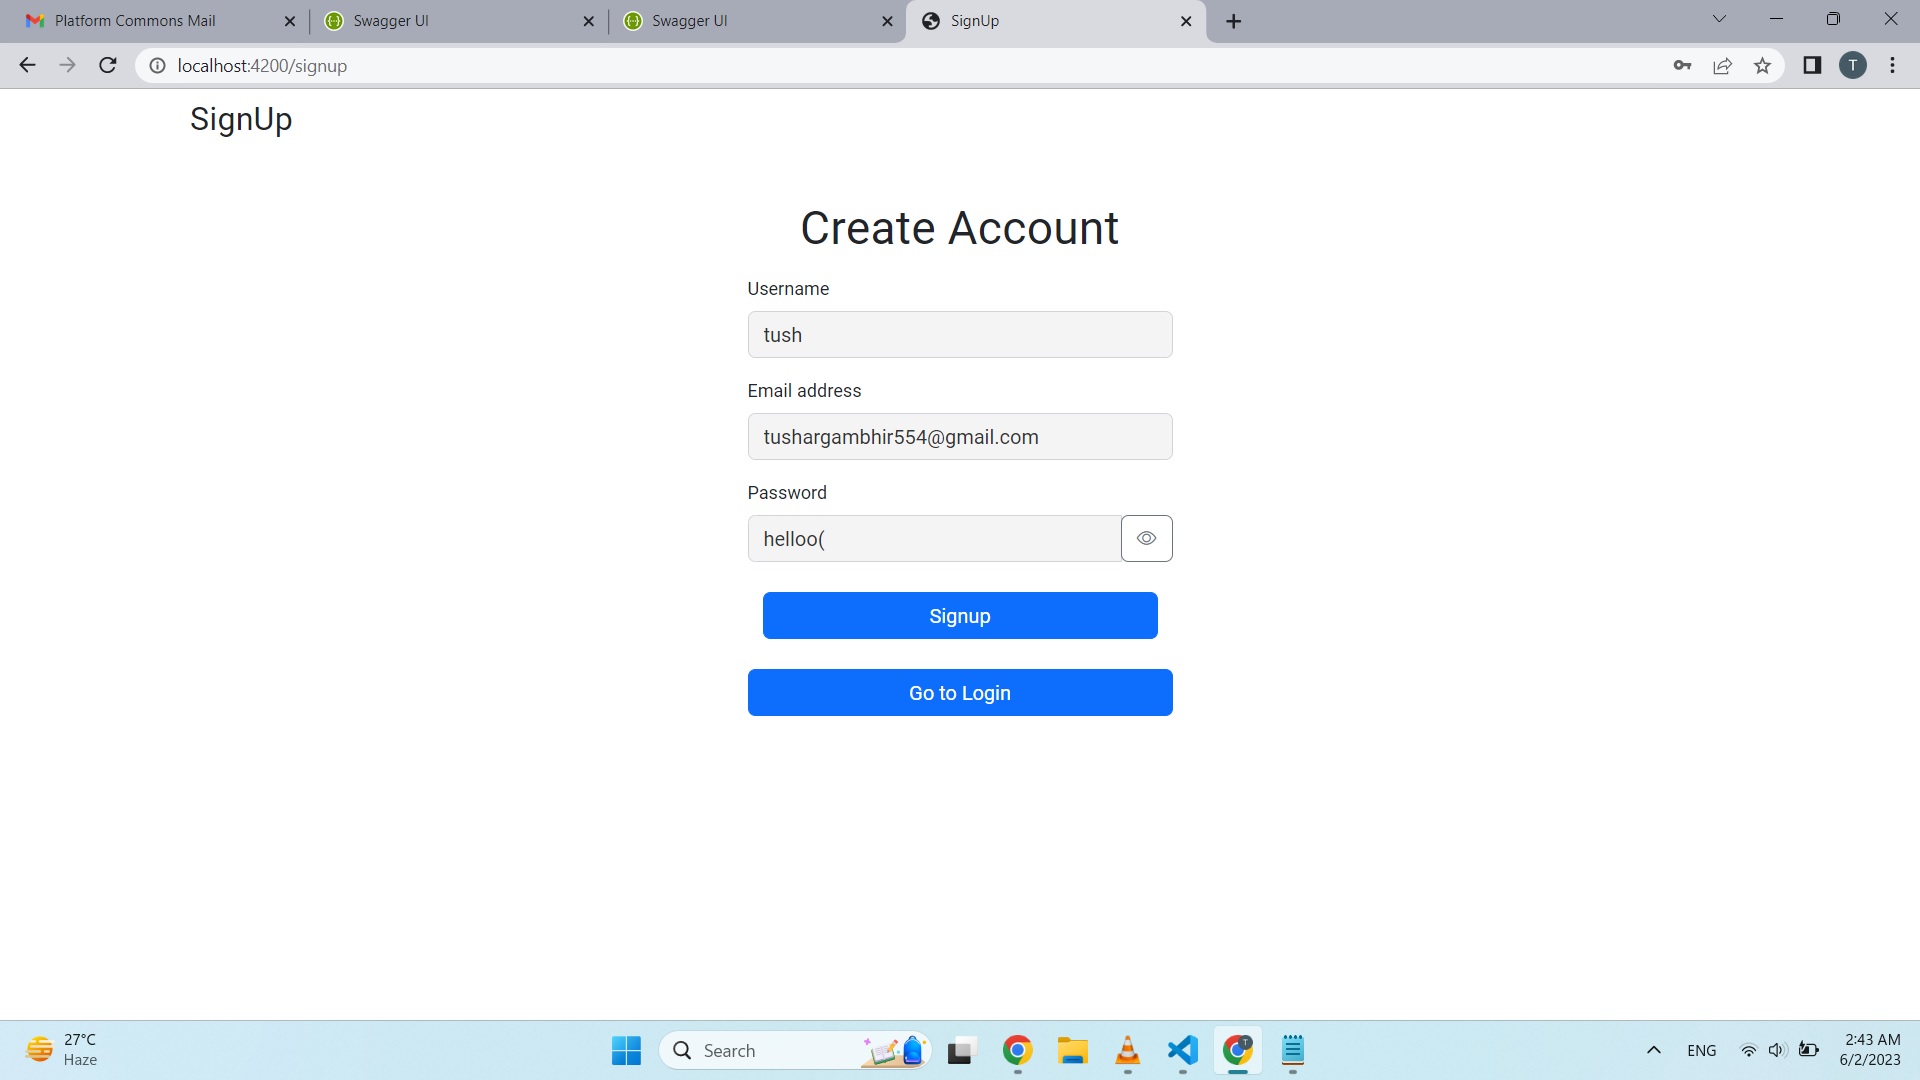 Platform Commons Mail
Swagger UI
Swagger UI
SignUp
localhost:4200/signup
T
SignUp
Create Account
Username
tush
Email address
tushargambhir554@gmail.com
Password
helloo(
Signup
Go to Login
27°C
Haze
Search
T
ENG
2:43 AM
6/2/2023